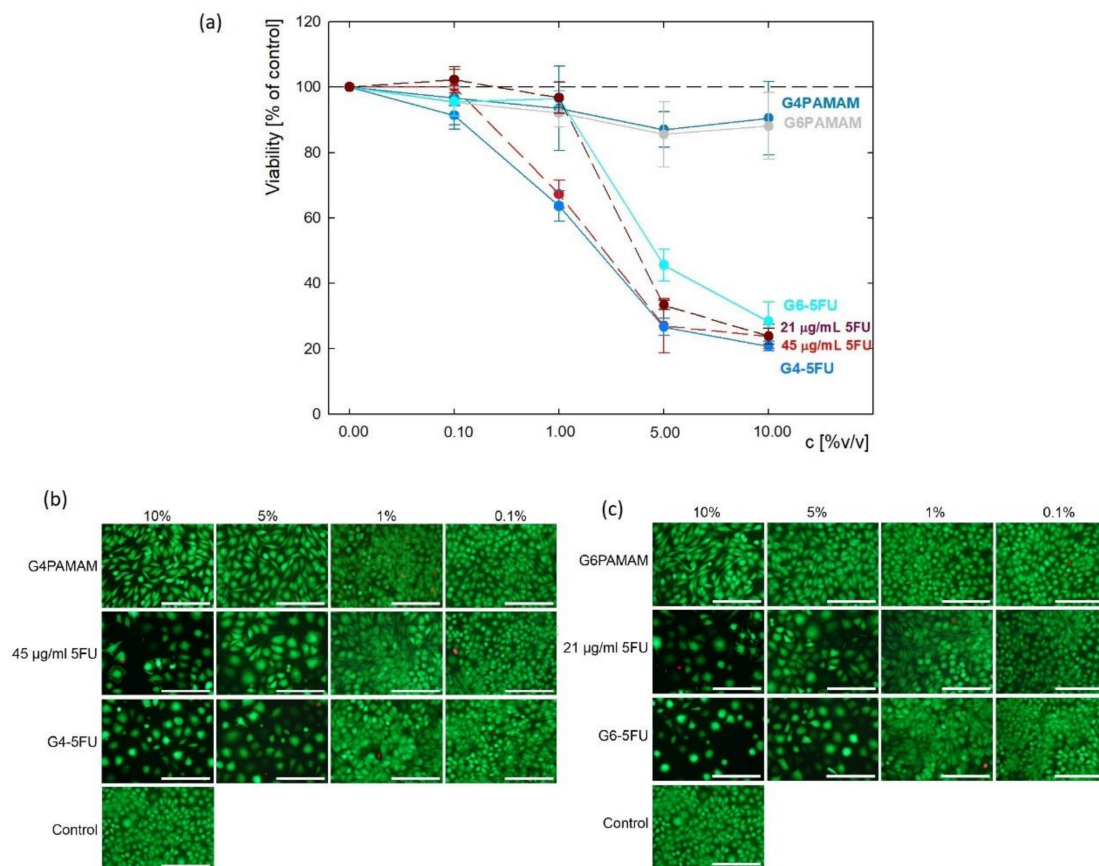 (a)
Viability [% of control]
120
100
80
60
40
20
0
G4PAMAM
G6PAMAM
G6-5FU
21 μg/mL 5FU
45 μg/mL 5FU
G4-5FU
0.00 0.10 1.00 5.00 10.00
c [%v/v]
(b)
10% 5% 1% 0.1%
G4PAMAM
45 μg/ml 5FU
G4-5FU
Control
(c)
10% 5% 1% 0.1%
G6PAMAM
21 μg/ml 5FU
G6-5FU
Control